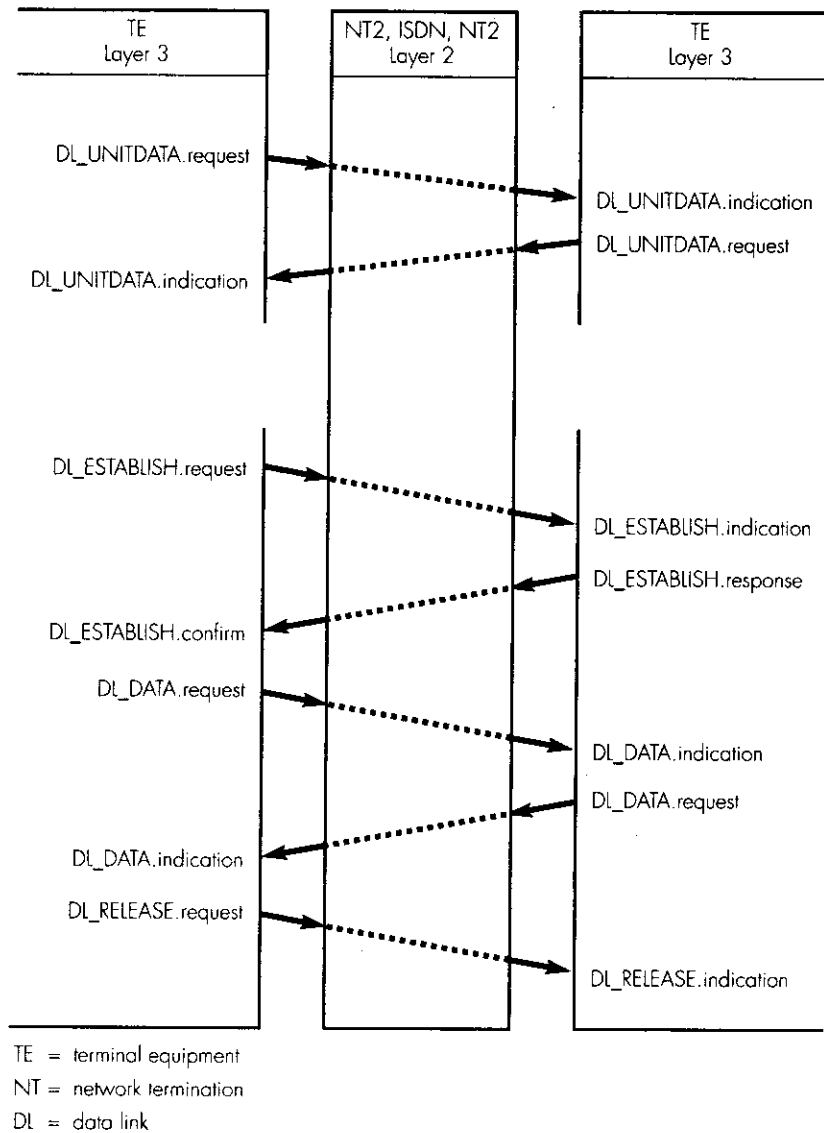 TE
Layer 3
NT2, ISDN, NT2
Layer 2
TE
Layer 3
DL_UNITDATA.request
DL_UNITDATA.indication
DL_UNITDATA.request
DL_UNITDATA.indication
DL_ESTABLISH.request
DL_ESTABLISH.indication
DL_ESTABLISH.response
DL_ESTABLISH.confirm
DL_DATA.request
DL_DATA.indication
DL_DATA.request
DL_DATA.indication
DL_RELEASE.request
DL_RELEASE.indication
TE = terminal equipment
NT = network termination
DL = data link